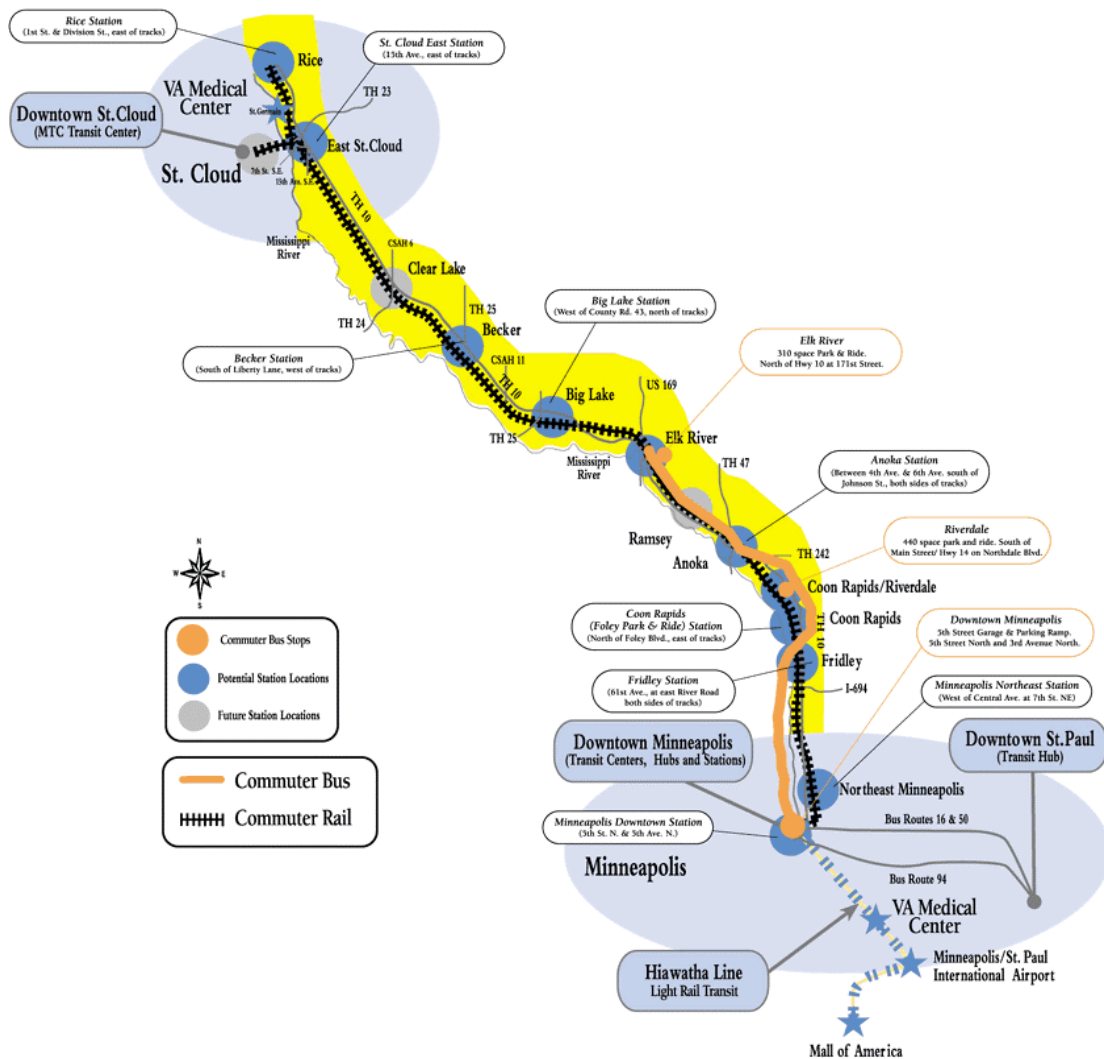 Rice Station
(1st St. & Division St., east of tracks)
St. Cloud East Station
(15th Ave., east of tracks)
Rice
VA Medical
Center
St.Germain
TH 23
Downtown St.Cloud
(MTC Transit Center)
East St.Cloud
St. Cloud
7th St. S.E.
15th Ave. S.E.
TH 10
Mississippi
River
CSAH 6
Clear Lake
TH 24
TH 25
Becker
Big Lake Station
(West of County Rd. 43, north of tracks)
Becker Station
(South of Liberty Lane, west of tracks)
CSAH 11
TH 10
Elk River
310 space Park & Ride.
North of Hwy 10 at 171st Street.
Big Lake
US 169
TH 25
Elk River
Mississippi
River
TH 47
Anoka Station
(Between 4th Ave. & 6th Ave. south of
Johnson St., both sides of tracks)
Ramsey
Anoka
TH 242
Riverdale
440 space park and ride. South of
Main Street/ Hwy 14 on Northdale Blvd.
Coon Rapids/Riverdale
Coon Rapids
(Foley Park & Ride) Station
(North of Foley Blvd., east of tracks)
Coon Rapids
TH 10
Downtown Minneapolis
5th Street Garage & Parking Ramp.
5th Street North and 3rd Avenue North.
Fridley
Fridley Station
(61st Ave., at east River Road
both sides of tracks)
I-694
Minneapolis Northeast Station
(West of Central Ave. at 7th St. NE)
N
W
E
S
Commuter Bus Stops
Potential Station Locations
Future Station Locations
Commuter Bus
Commuter Rail
Downtown Minneapolis
(Transit Centers, Hubs and Stations)
Downtown St.Paul
(Transit Hub)
Northeast Minneapolis
Minneapolis Downtown Station
(5th St. N. & 5th Ave. N.)
Bus Routes 16 & 50
Minneapolis
Bus Route 94
VA Medical
Center
Hiawatha Line
Light Rail Transit
Minneapolis/St. Paul
International Airport
Mall of America